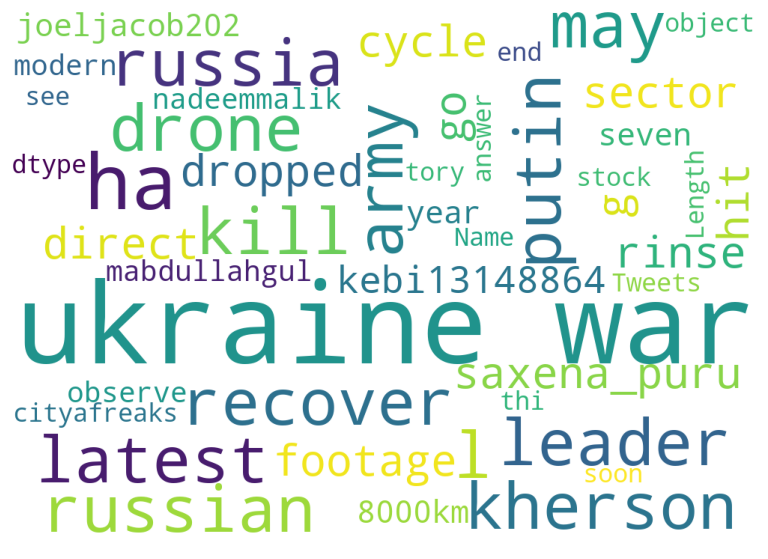 joeljacob202
may
object
cycle
end
modern
russia
see
nadeemmalik
go
answer
putin
sector
drone
army
seven
dtype
ha
dropped
tory
stock
Length
hit
year
g
direct
kill
Name
rinse
mabdullahgul
kebi13148864
Tweets
ukraine war
saxena_puru
observe
recover
thi
cityafreaks
leader
latest
footage
l
soon
russian
8000km
kherson